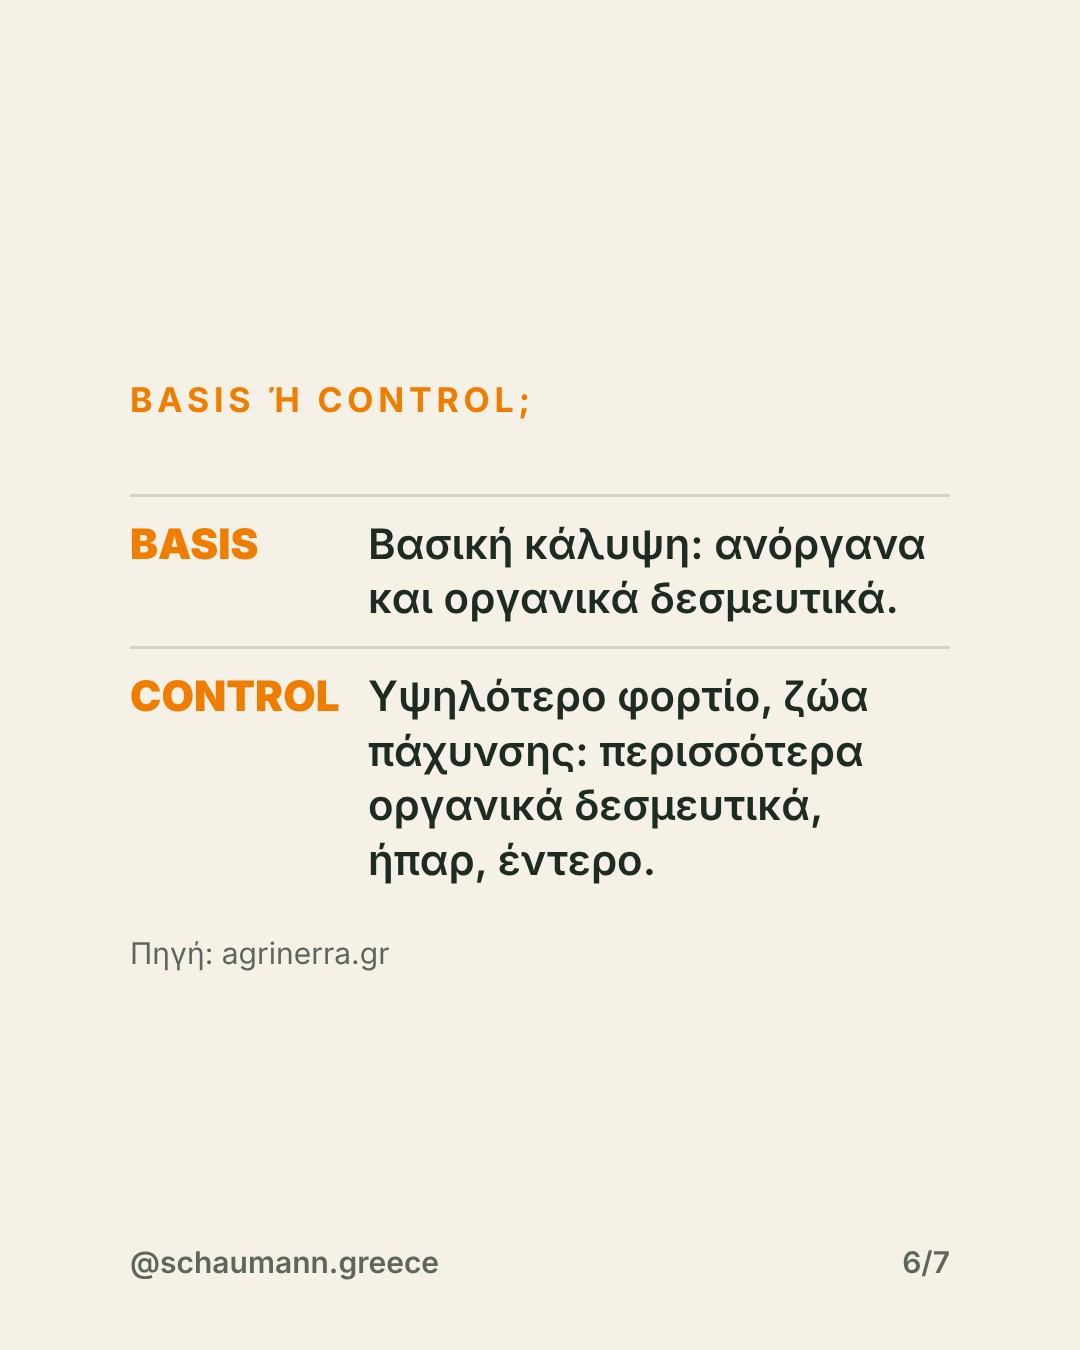 BASIS Ή CONTROL;
BASIS
Βασική κάλυψη: ανόργανα
και οργανικά δεσμευτικά.
CONTROL
Υψηλότερο φορτίο, ζώα
πάχυνσης: περισσότερα
οργανικά δεσμευτικά,
ήπαρ, έντερο.
Πηγή: agrinerra.gr
@schaumann.greece
6/7